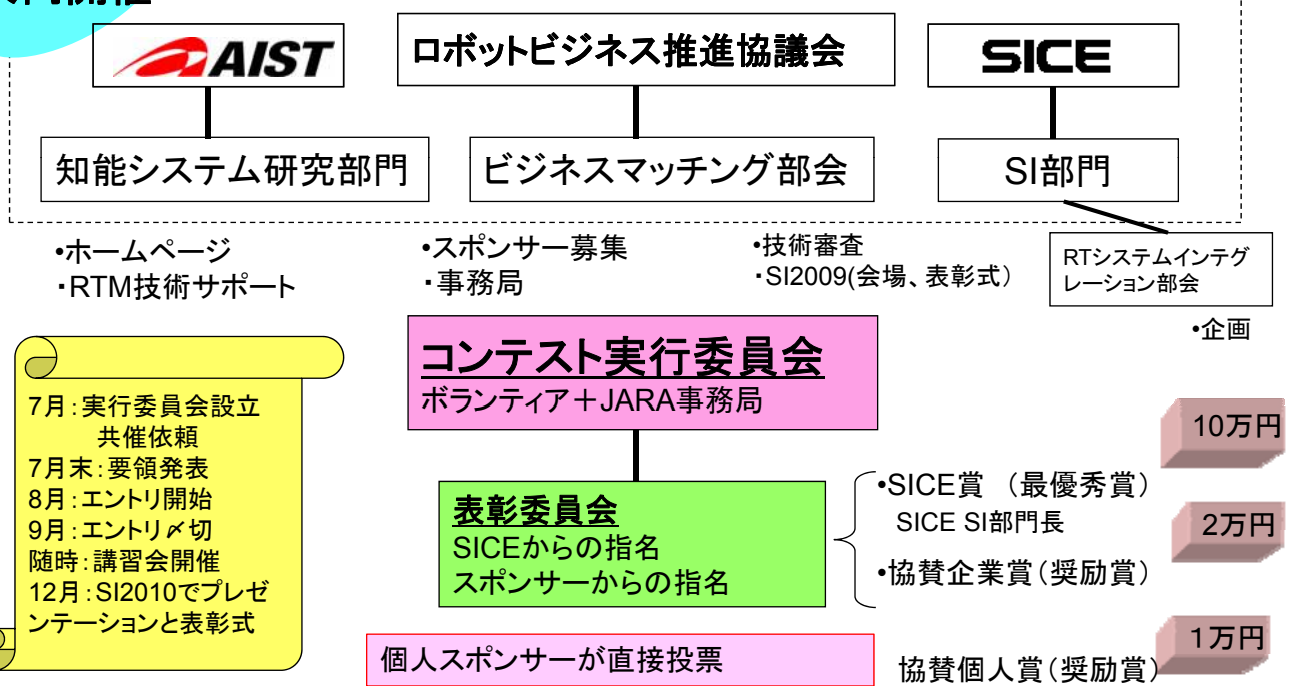 AIST
ロボットビジネス推進協議会
SICE
知能システム研究部門
ビジネスマッチング部会
SI部門
•ホームページ
・RTM技術サポート
•スポンサー募集
・事務局
•技術審査
・SI2009(会場、表彰式)
RTシステムインテグ
レーション部会
•企画
コンテスト実行委員会
ボランティア+JARA事務局
7月:実行委員会設立
共催依頼
7月末:要領発表
8月:エントリ開始
9月:エントリ〆切
随時:講習会開催
12月:SI2010でプレゼ
ンテーションと表彰式
表彰委員会
SICEからの指名
スポンサーからの指名
10万円
•SICE賞 (最優秀賞)
SICE SI部門長
2万円
•協賛企業賞(奨励賞)
個人スポンサーが直接投票
1万円
協賛個人賞(奨励賞)